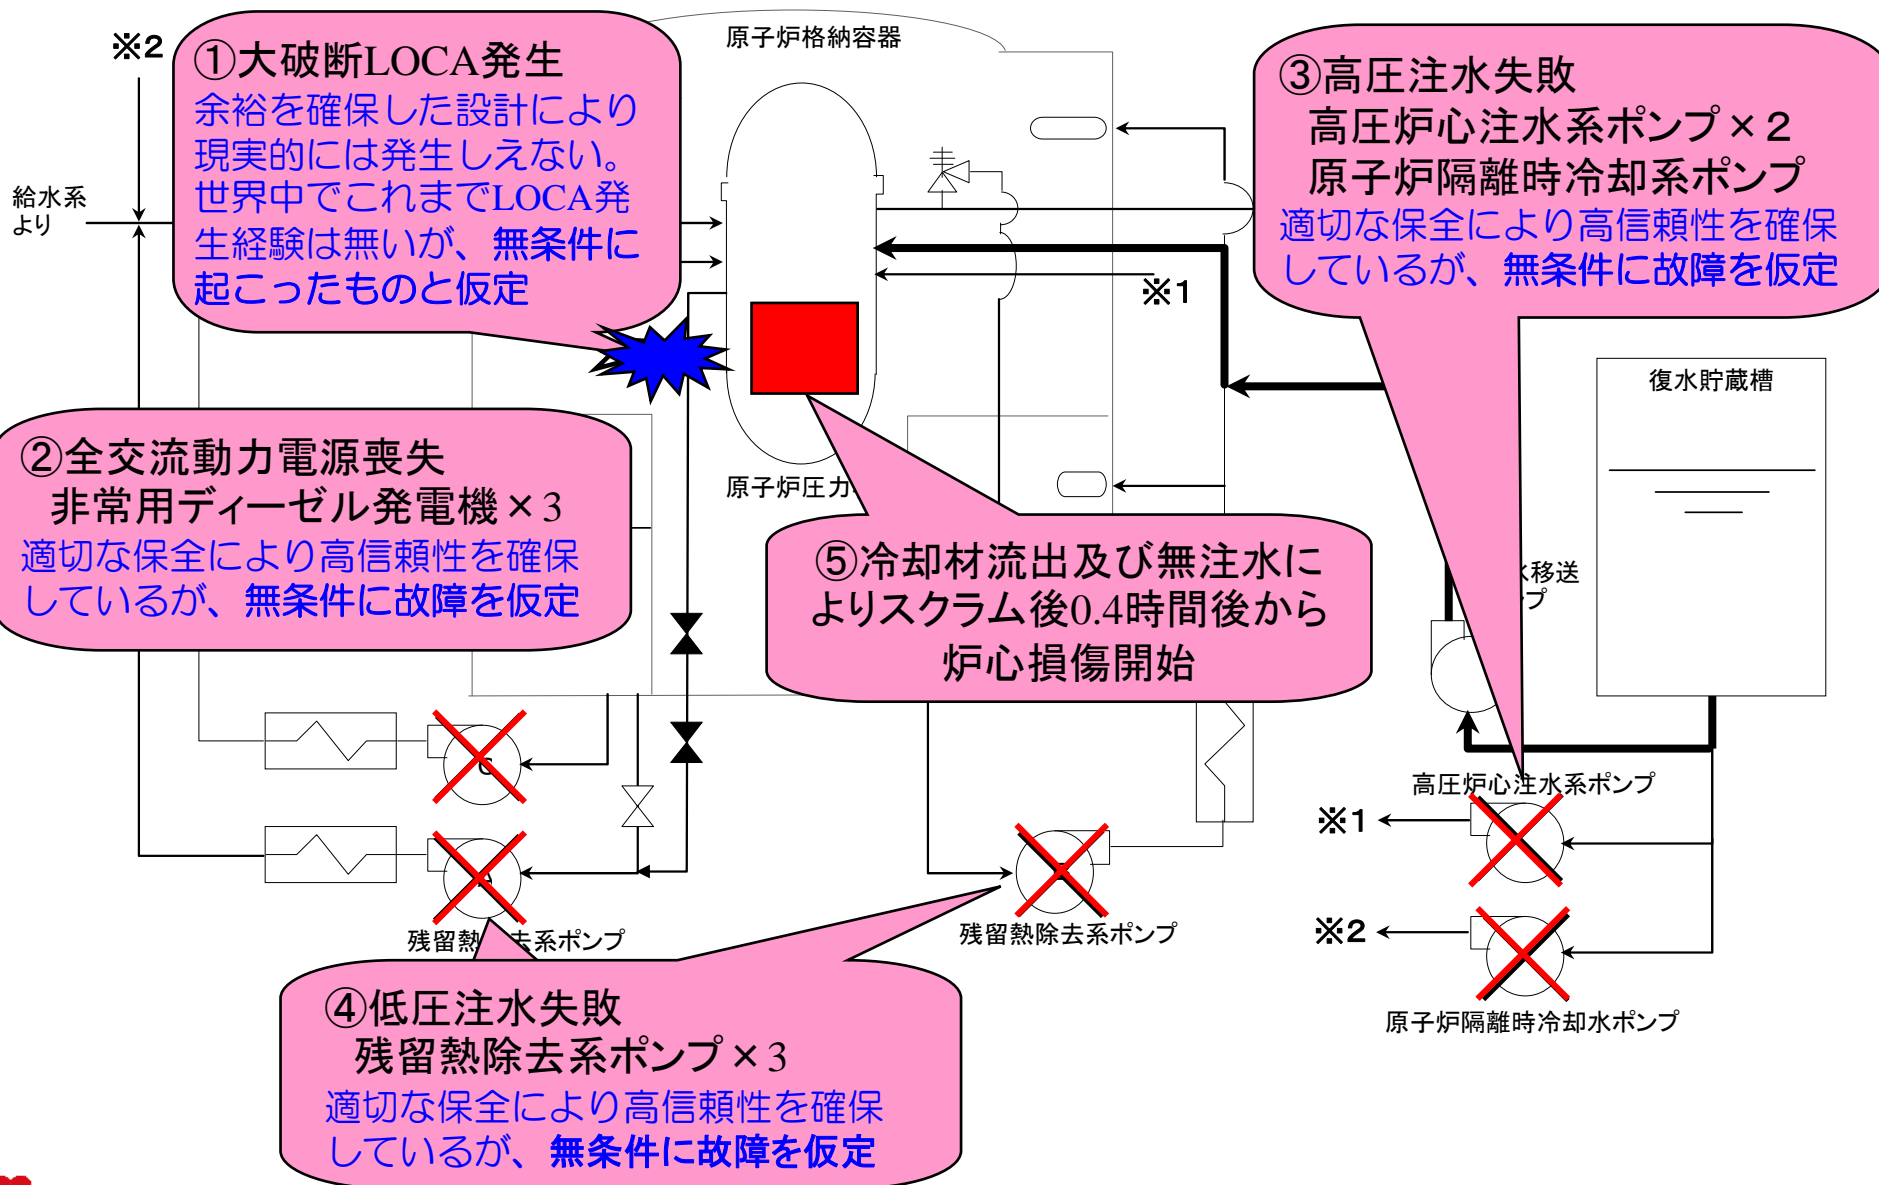 ※2
①大破断LOCA発生
余裕を確保した設計により
現実的には発生しえない。
世界中でこれまでLOCA発
生経験は無いが、無条件に
起こったものと仮定
原子炉格納容器
③高圧注水失敗
高圧炉心注水系ポンプ×2
原子炉隔離時冷却系ポンプ
適切な保全により高信頼性を確保
しているが、無条件に故障を仮定
給水系
より
※1
復水貯蔵槽
②全交流動力電源喪失
非常用ディーゼル発電機×3
適切な保全により高信頼性を確保
しているが、無条件に故障を仮定
原子炉圧力
⑤冷却材流出及び無注水に
よりスクラム後0.4時間後から
炉心損傷開始
水移送
ンプ
高圧炉心注水系ポンプ
※1
残留熱 去系ポンプ
残留熱除去系ポンプ
※2
原子炉隔離時冷却水ポンプ
④低圧注水失敗
残留熱除去系ポンプ×3
適切な保全により高信頼性を確保
しているが、無条件に故障を仮定